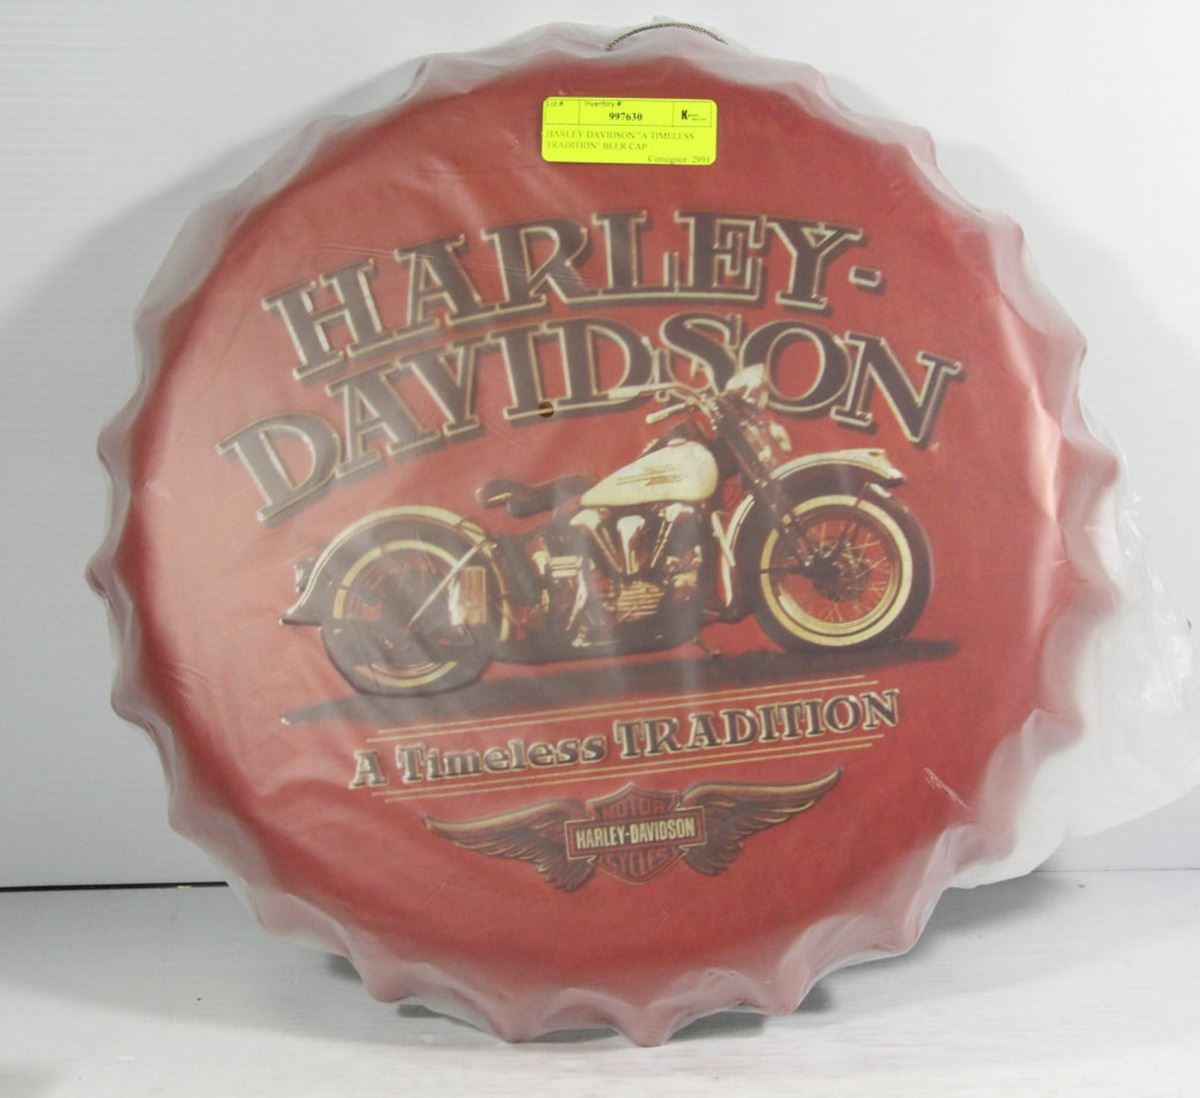 Lot # Inventory #
997630
HARLEY DAVIDSON "A TIMELESS
TRADITION" BEER CAP
Consignor: 2991
HARLEY-
DAVIDSON
A Timeless TRADITION
MOTOR
HARLEY-DAVIDSON
CYCLES